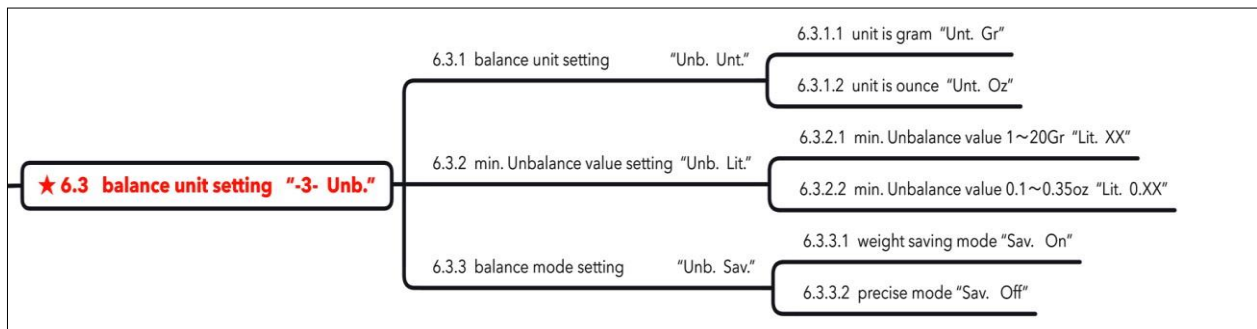 ★ 6.3 balance unit setting "-3- Unb."
6.3.1 balance unit setting "Unb. Unt."
6.3.1.1 unit is gram "Unt. Gr"
6.3.1.2 unit is ounce "Unt. Oz"
6.3.2 min. Unbalance value setting "Unb. Lit."
6.3.2.1 min. Unbalance value 1~20Gr "Lit. XX"
6.3.2.2 min. Unbalance value 0.1~0.35oz "Lit. 0.XX"
6.3.3 balance mode setting "Unb. Sav."
6.3.3.1 weight saving mode "Sav. On"
6.3.3.2 precise mode "Sav. Off"